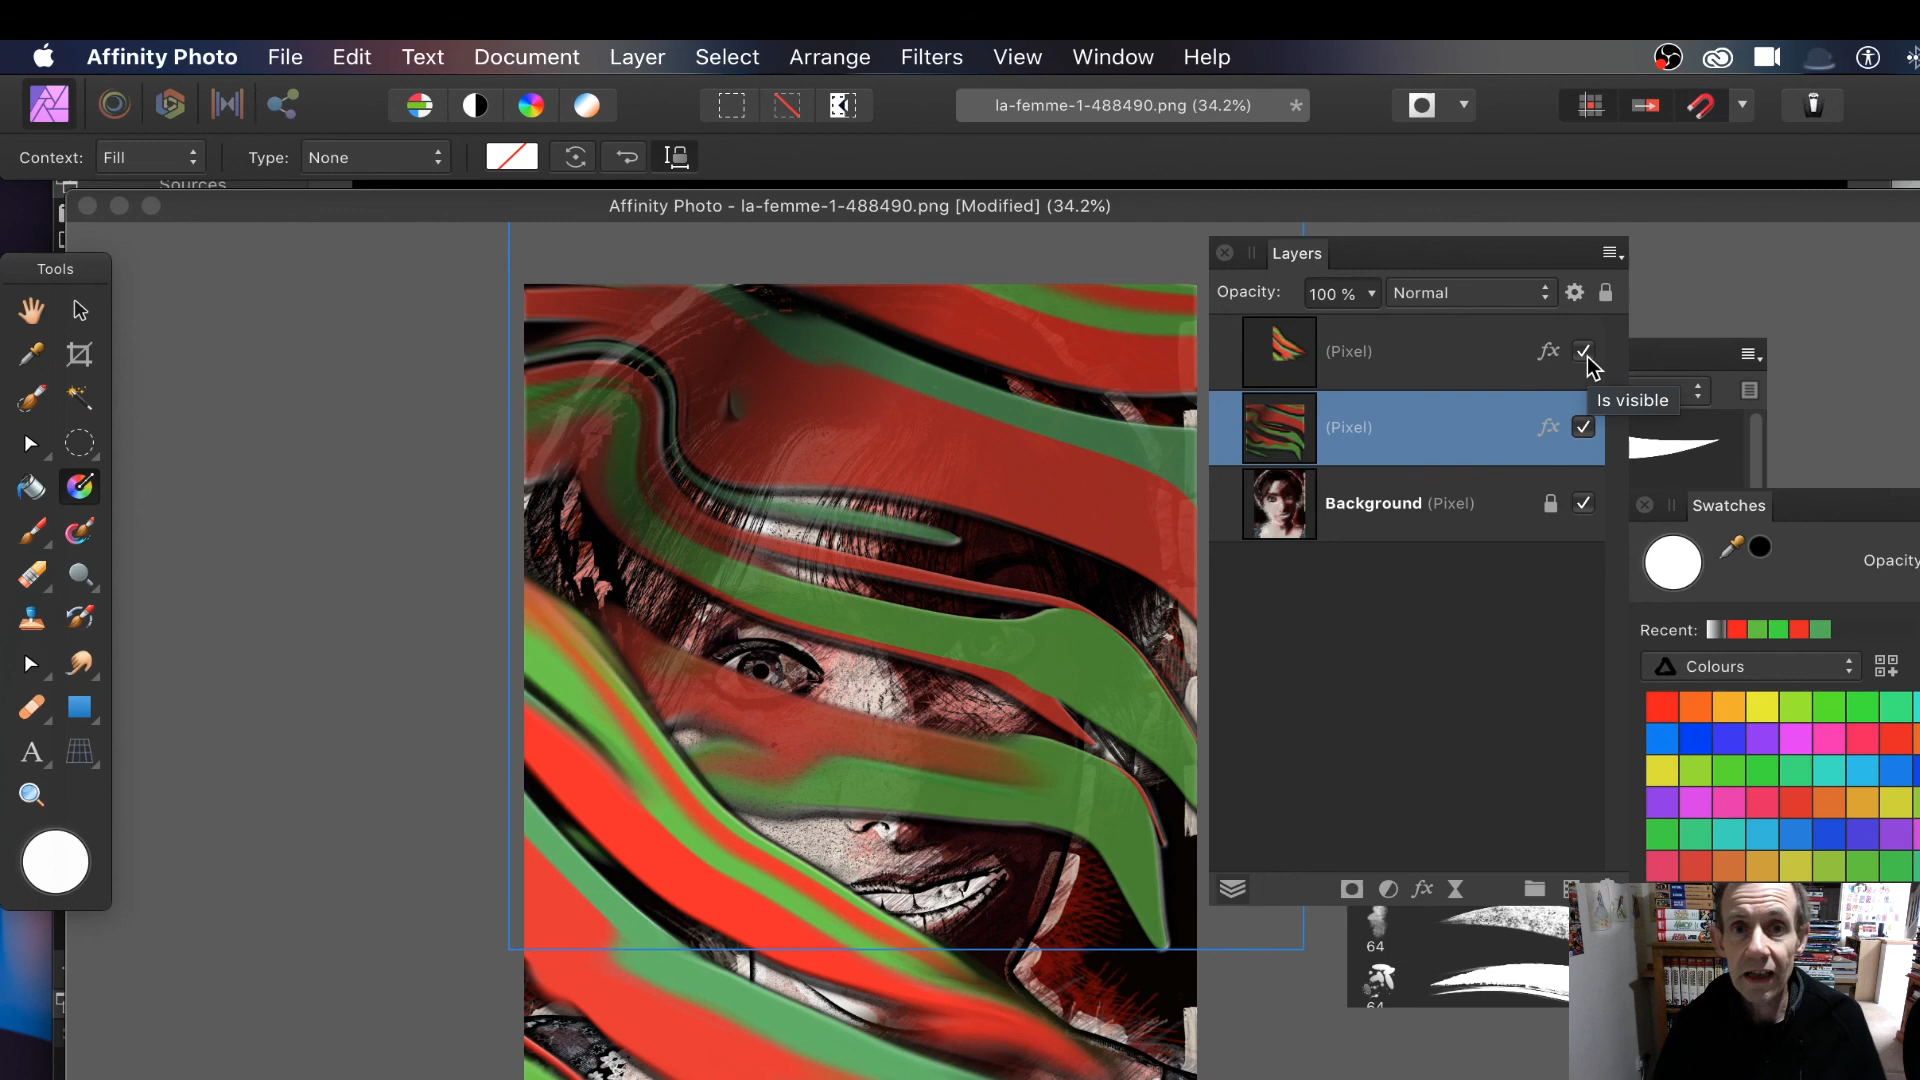 Affinity Photo File Edit Text Document Layer Select Arrange Filters View Window Help
la-femme-1-488490.png (34.2%) *
Context: Fill Type: None
Sources
Affinity Photo - la-femme-1-488490.png [Modified] (34.2%)
Tools
Layers
Opacity: 100 % Normal
(Pixel)
Is visible
(Pixel)
Background (Pixel)
Swatches
Opacity
Recent:
Colours
64
64